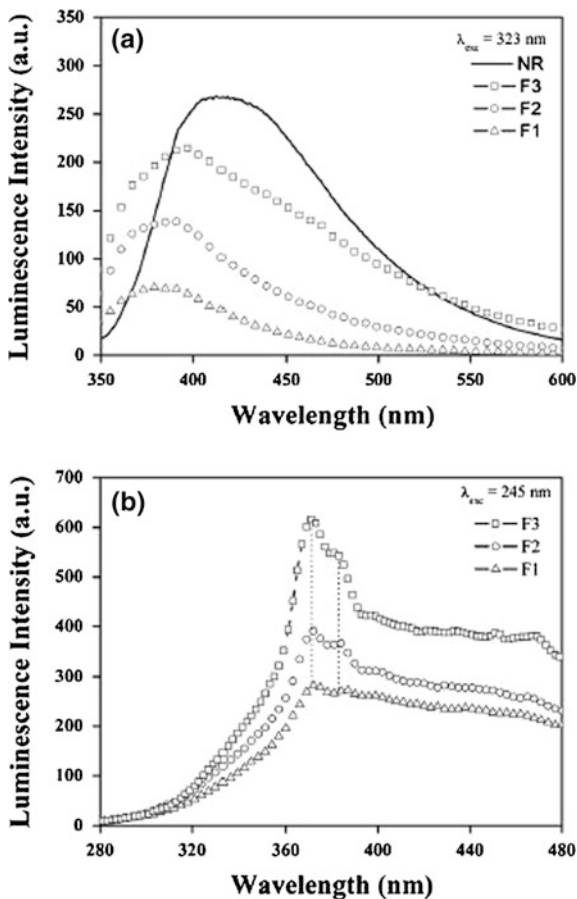 (a)
λexc = 323 nm
NR
F3
F2
F1
Luminescence Intensity (a.u.)
350
300
250
200
150
100
50
0
350 400 450 500 550 600
Wavelength (nm)
(b)
λexc = 245 nm
F3
F2
F1
Luminescence Intensity (a.u.)
700
600
500
400
300
200
100
0
280 320 360 400 440 480
Wavelength (nm)